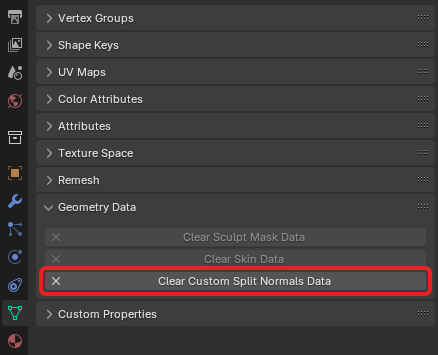 Vertex Groups
Shape Keys
UV Maps
Color Attributes
Attributes
Texture Space
Remesh
Geometry Data
Clear Sculpt Mask Data
Clear Skin Data
Clear Custom Split Normals Data
Custom Properties